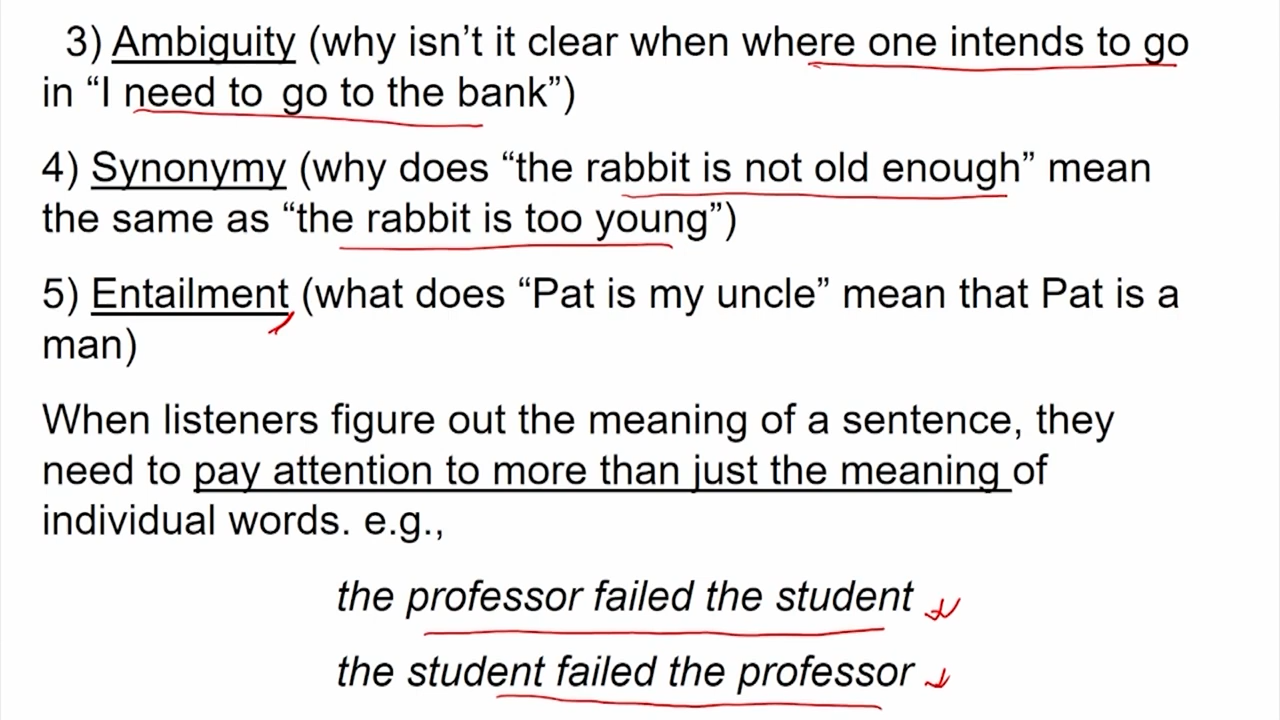 3) Ambiguity (why isn’t it clear when where one intends to go
in “I need to go to the bank”)
4) Synonymy (why does “the rabbit is not old enough” mean
the same as “the rabbit is too young”)
5) Entailment (what does “Pat is my uncle” mean that Pat is a
man)
When listeners figure out the meaning of a sentence, they
need to pay attention to more than just the meaning of
individual words. e.g.,
the professor failed the student
the student failed the professor